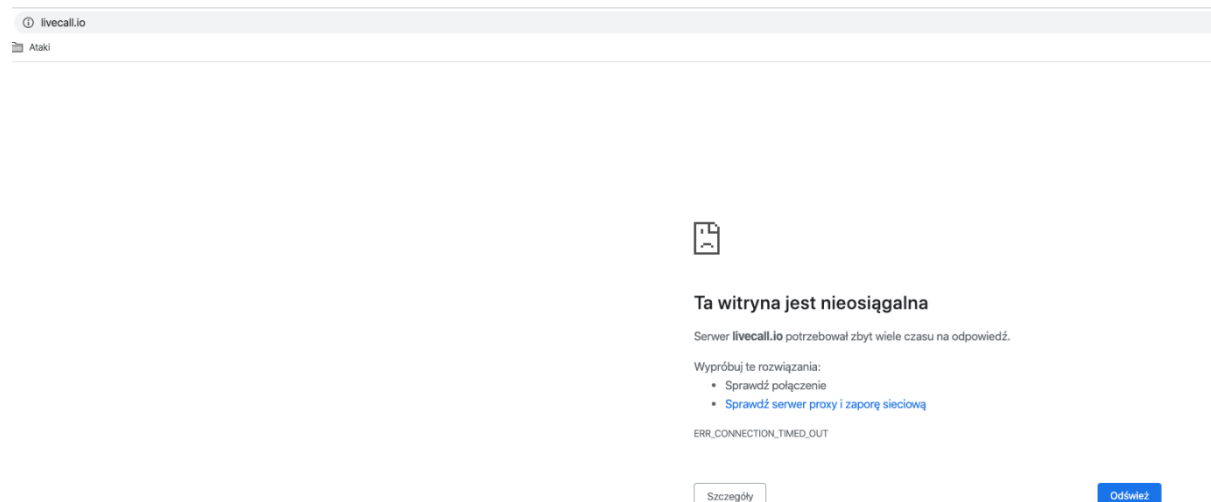 livecall.io
Ataki
Ta witryna jest nieosiągalna
Serwer livecall.io potrzebował zbyt wiele czasu na odpowiedź.
Wypróbuj te rozwiązania:
• Sprawdź połączenie
• Sprawdź serwer proxy i zaporę sieciową
ERR_CONNECTION_TIMED_OUT
Szczegóły Odśwież